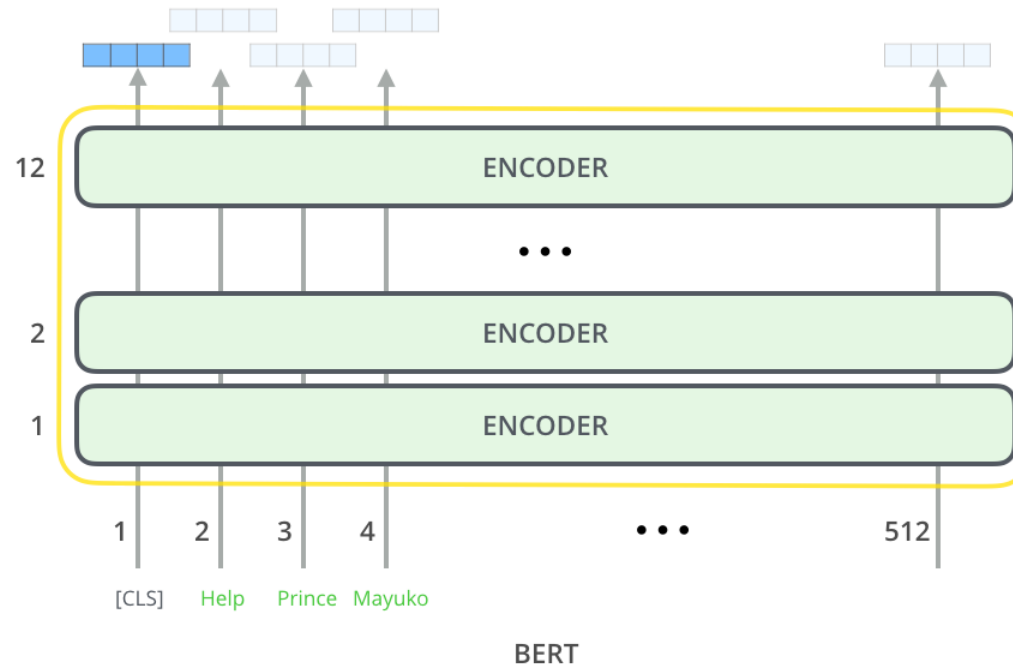 12 ENCODER
...
2 ENCODER
1 ENCODER
1 2 3 4 ... 512
[CLS] Help Prince Mayuko
BERT